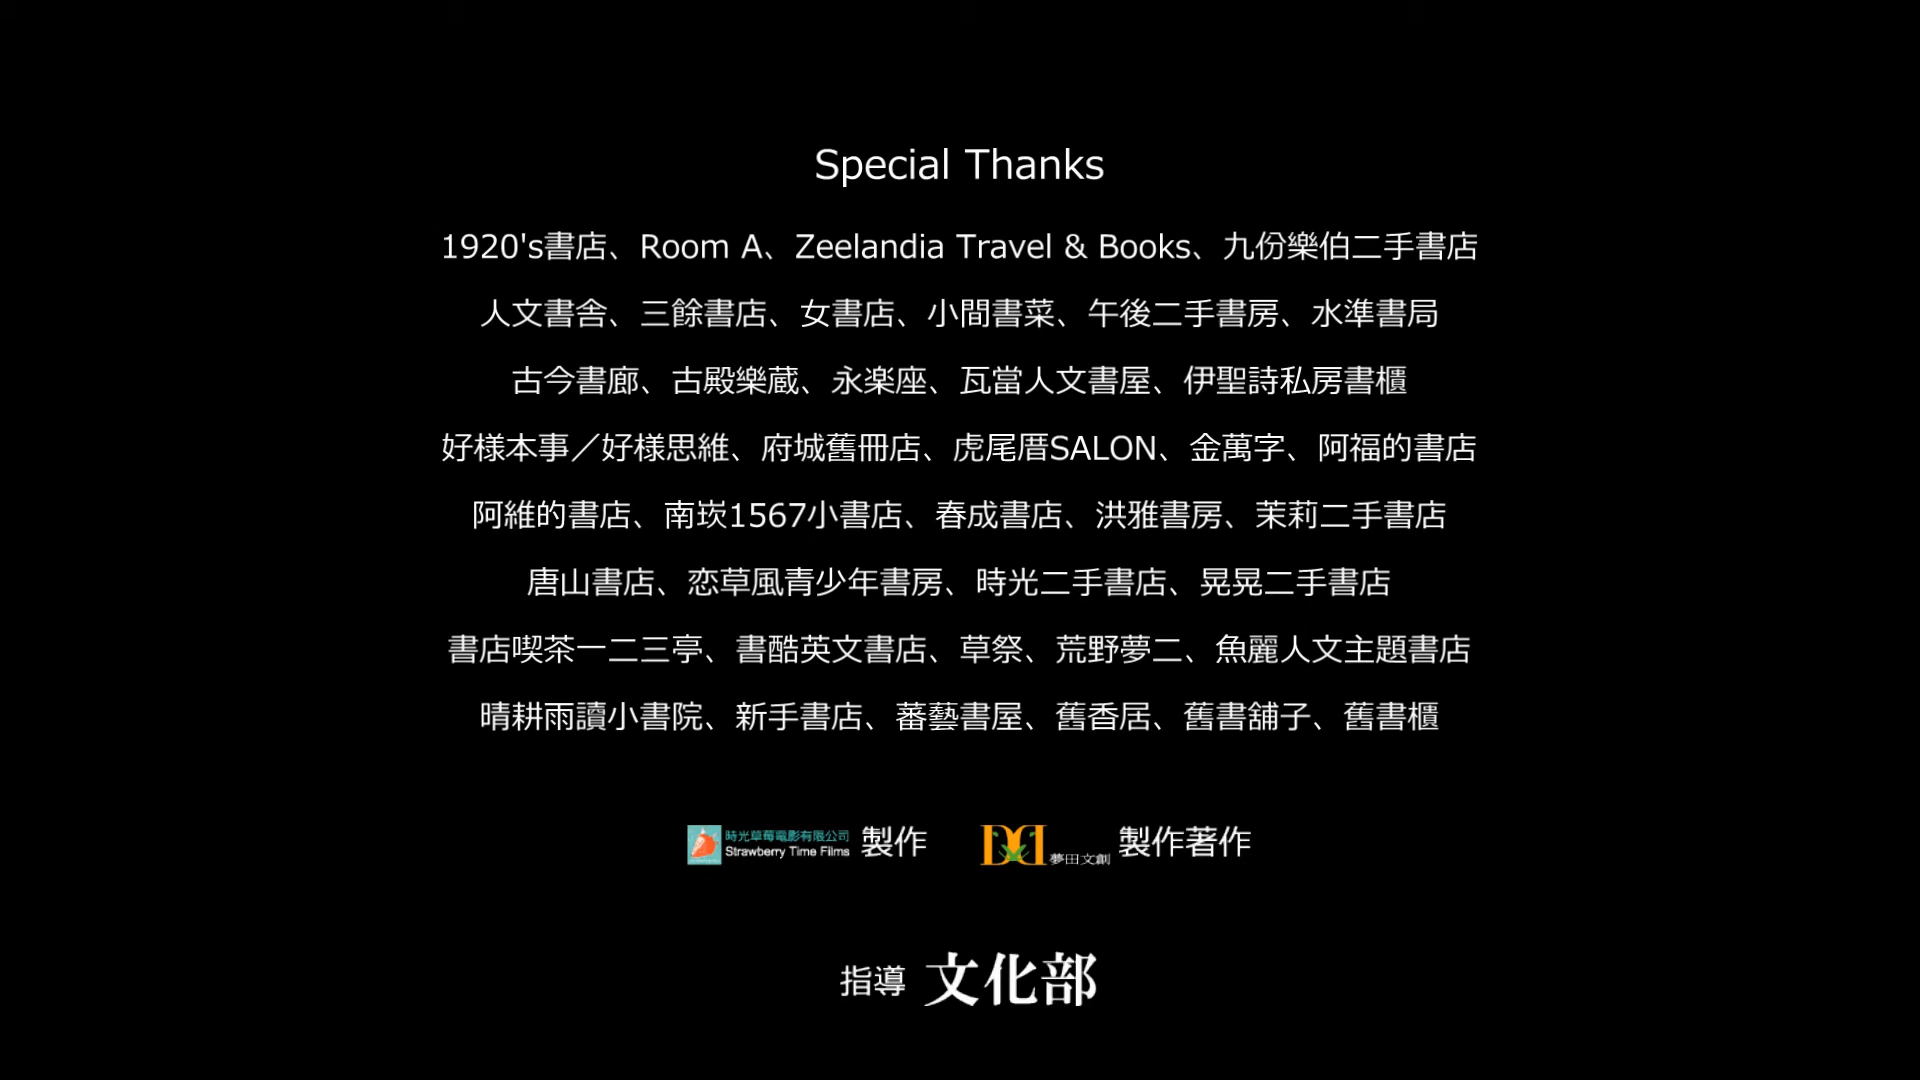 Special Thanks
1920's書店、Room A、Zeelandia Travel & Books、九份樂伯二手書店
人文書舍、三餘書店、女書店、小間書菜、午後二手書房、水準書局
古今書廊、古殿樂蔵、永楽座、瓦當人文書屋、伊聖詩私房書櫃
好樣本事／好樣思維、府城舊冊店、虎尾厝SALON、金萬字、阿福的書店
阿維的書店、南崁1567小書店、春成書店、洪雅書房、茉莉二手書店
唐山書店、恋草風青少年書房、時光二手書店、晃晃二手書店
書店喫茶一二三亭、書酷英文書店、草祭、荒野夢二、魚麗人文主題書店
晴耕雨讀小書院、新手書店、蕃藝書屋、舊香居、舊書舖子、舊書櫃
時光草莓電影有限公司
Strawberry Time Films 製作
夢田文創 製作著作
指導 文化部